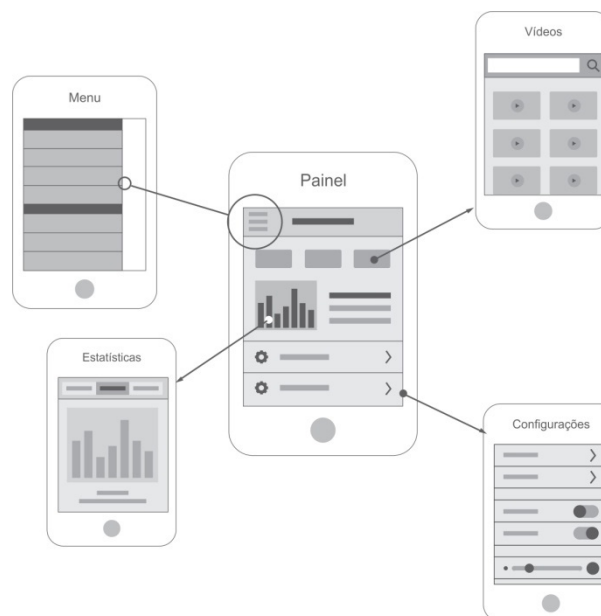 Vídeos
Menu
Painel
Estatísticas
Configurações